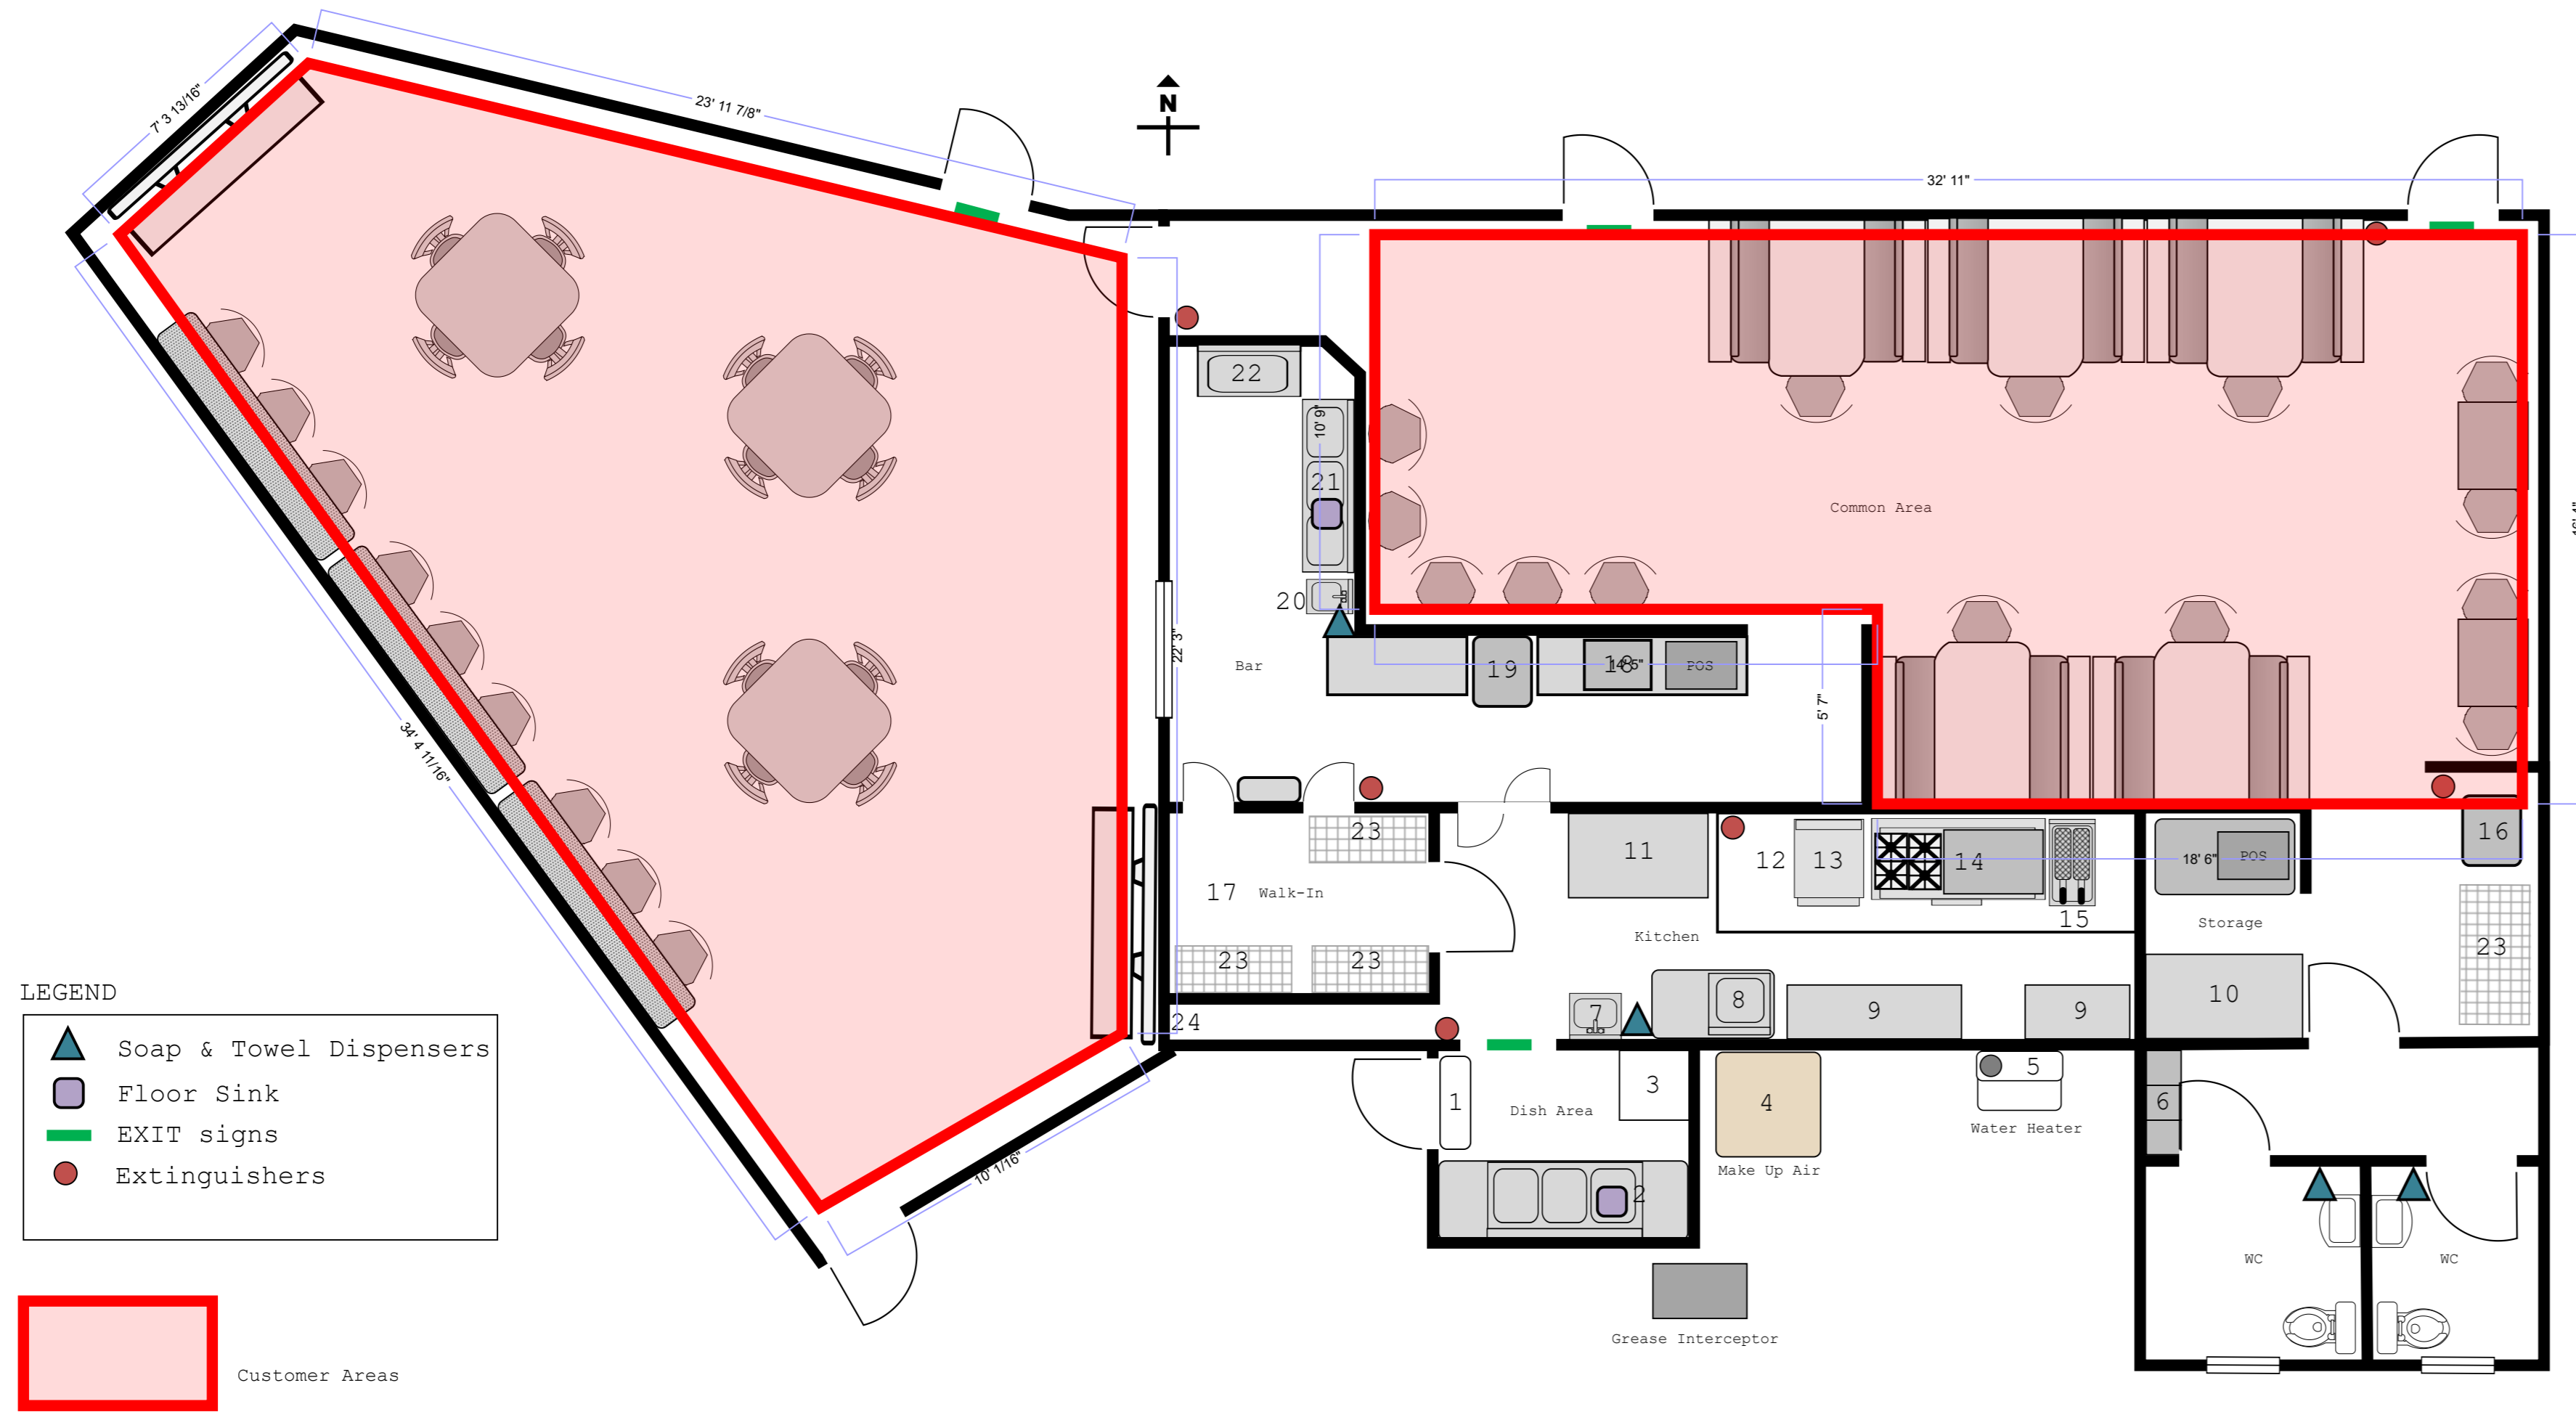 7' 3 13/16"
23' 11 7/8"
N
32' 11"
22
10' 9"
21
Common Area
20
22' 3"
Bar
19
18
14' 5"
POS
5' 7"
34' 4 11/16"
23
11
12
13
14
15
18' 6"
POS
16
17
Walk-In
Kitchen
Storage
23
23
23
10
24
7
8
9
9
LEGEND
Soap & Towel Dispensers
Floor Sink
EXIT signs
Extinguishers
1
Dish Area
3
4
Make Up Air
5
Water Heater
6
10' 1/16"
2
WC
WC
Grease Interceptor
Customer Areas